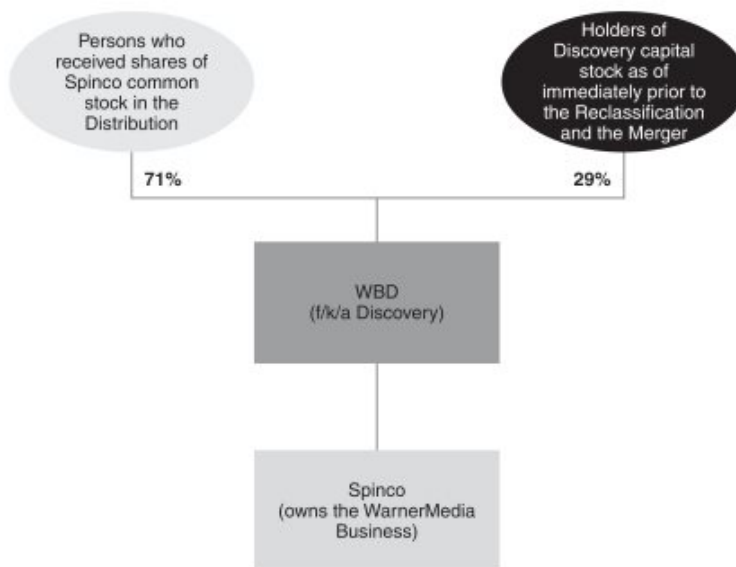 Persons who
received shares of
Spinco common
stock in the
Distribution
Holders of
Discovery capital
stock as of
immediately prior to
the Reclassification
and the Merger
71%
29%
WBD
(f/k/a Discovery)
Spinco
(owns the WarnerMedia
Business)